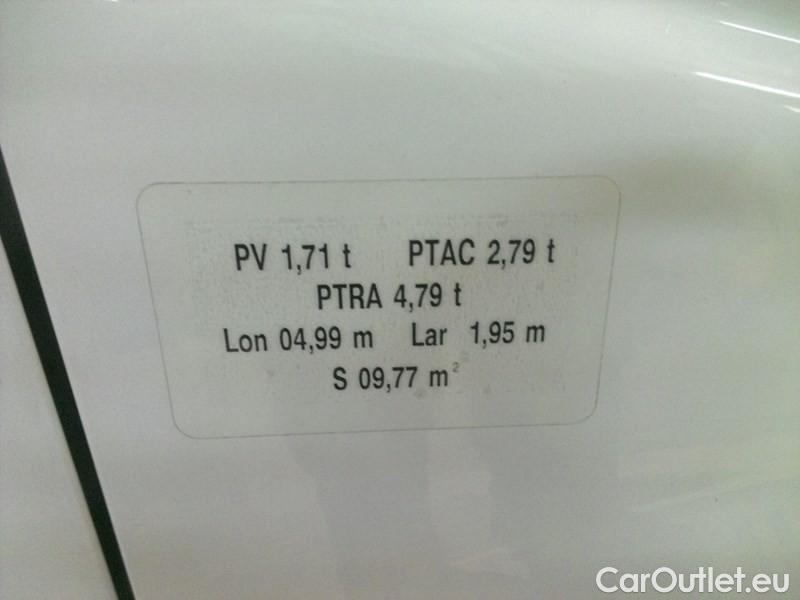 PV 1,71 t PTAC 2,79 t
PTRA 4,79 t
Lon 04,99 m Lar 1,95 m
S 09,77 m²
CarOutlet.eu